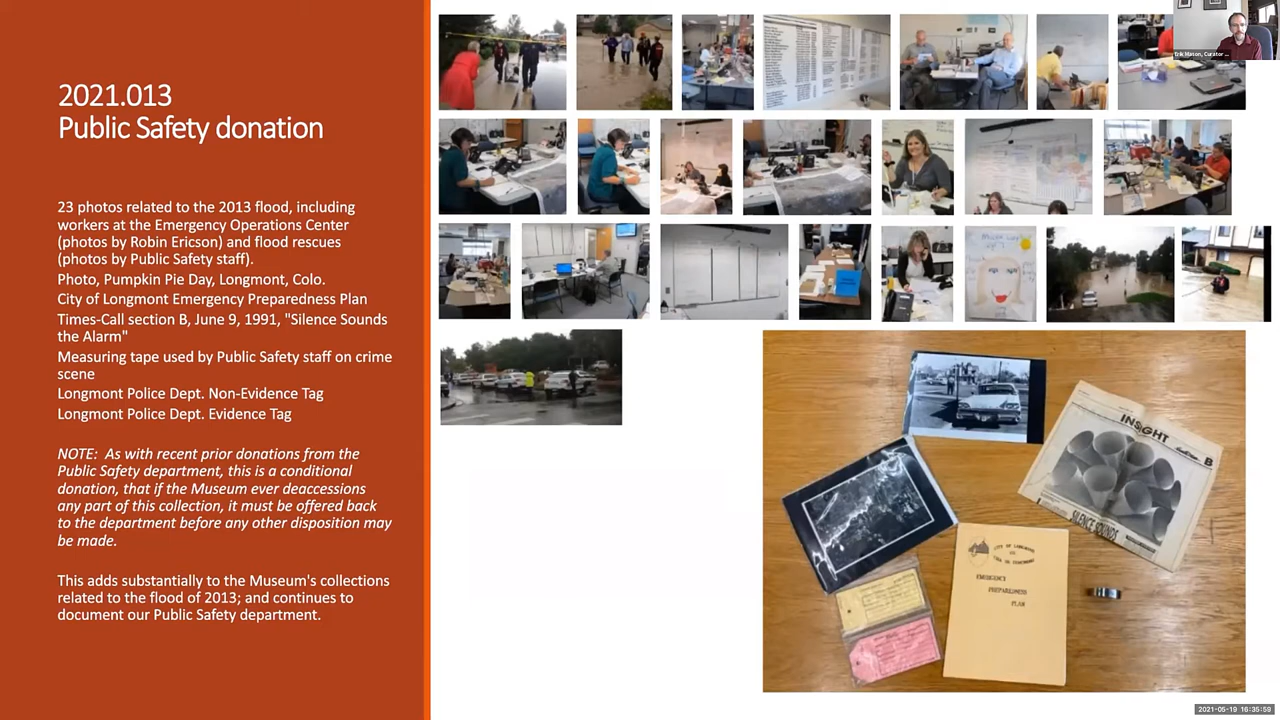 2021.013
Public Safety donation
23 photos related to the 2013 flood, including
workers at the Emergency Operations Center
(photos by Robin Ericson) and flood rescues
(photos by Public Safety staff).
Photo, Pumpkin Pie Day, Longmont, Colo.
City of Longmont Emergency Preparedness Plan
Times-Call section B, June 9, 1991, "Silence Sounds
the Alarm"
Measuring tape used by Public Safety staff on crime
scene
Longmont Police Dept. Non-Evidence Tag
Longmont Police Dept. Evidence Tag
NOTE: As with recent prior donations from the
Public Safety department, this is a conditional
donation, that if the Museum ever deaccessions
any part of this collection, it must be offered back
to the department before any other disposition may
be made.
This adds substantially to the Museum's collections
related to the flood of 2013; and continues to
document our Public Safety department.
Erik Mason, Curator ...
INSIGHT
B
SILENCE SOUNDS
CITY OF LONGMONT
EMERGENCY
PREPAREDNESS
PLAN
2021-05-19 16:35:59